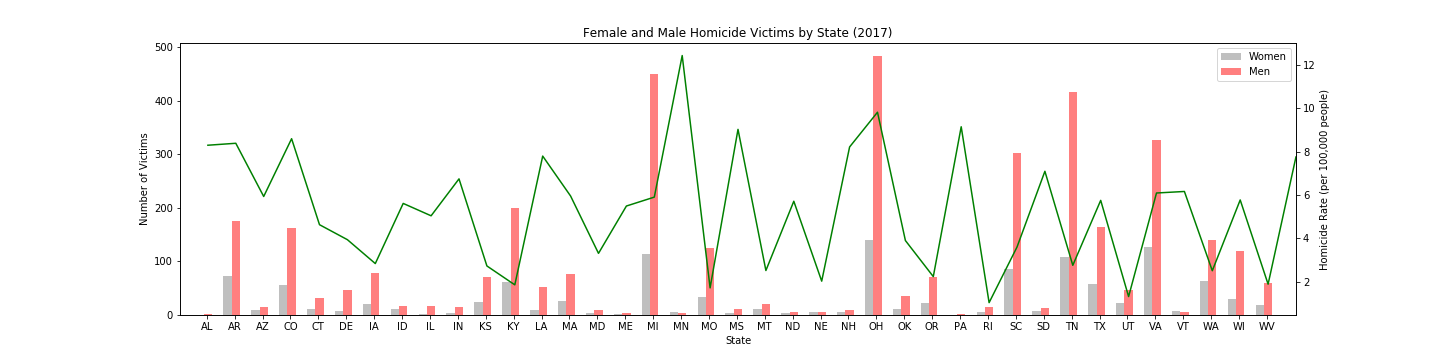 Female and Male Homicide Victims by State (2017)
500
400
300
200
100
0
Number of Victims
Women
Men
12
10
8
6
4
2
Homicide Rate (per 100,000 people)
AL AR AZ CO CT DE IA ID IL IN KS KY LA MA MD ME MI MN MO MS MT ND NE NH OH OK OR PA RI SC SD TN TX UT VA VT WA WI WV
State